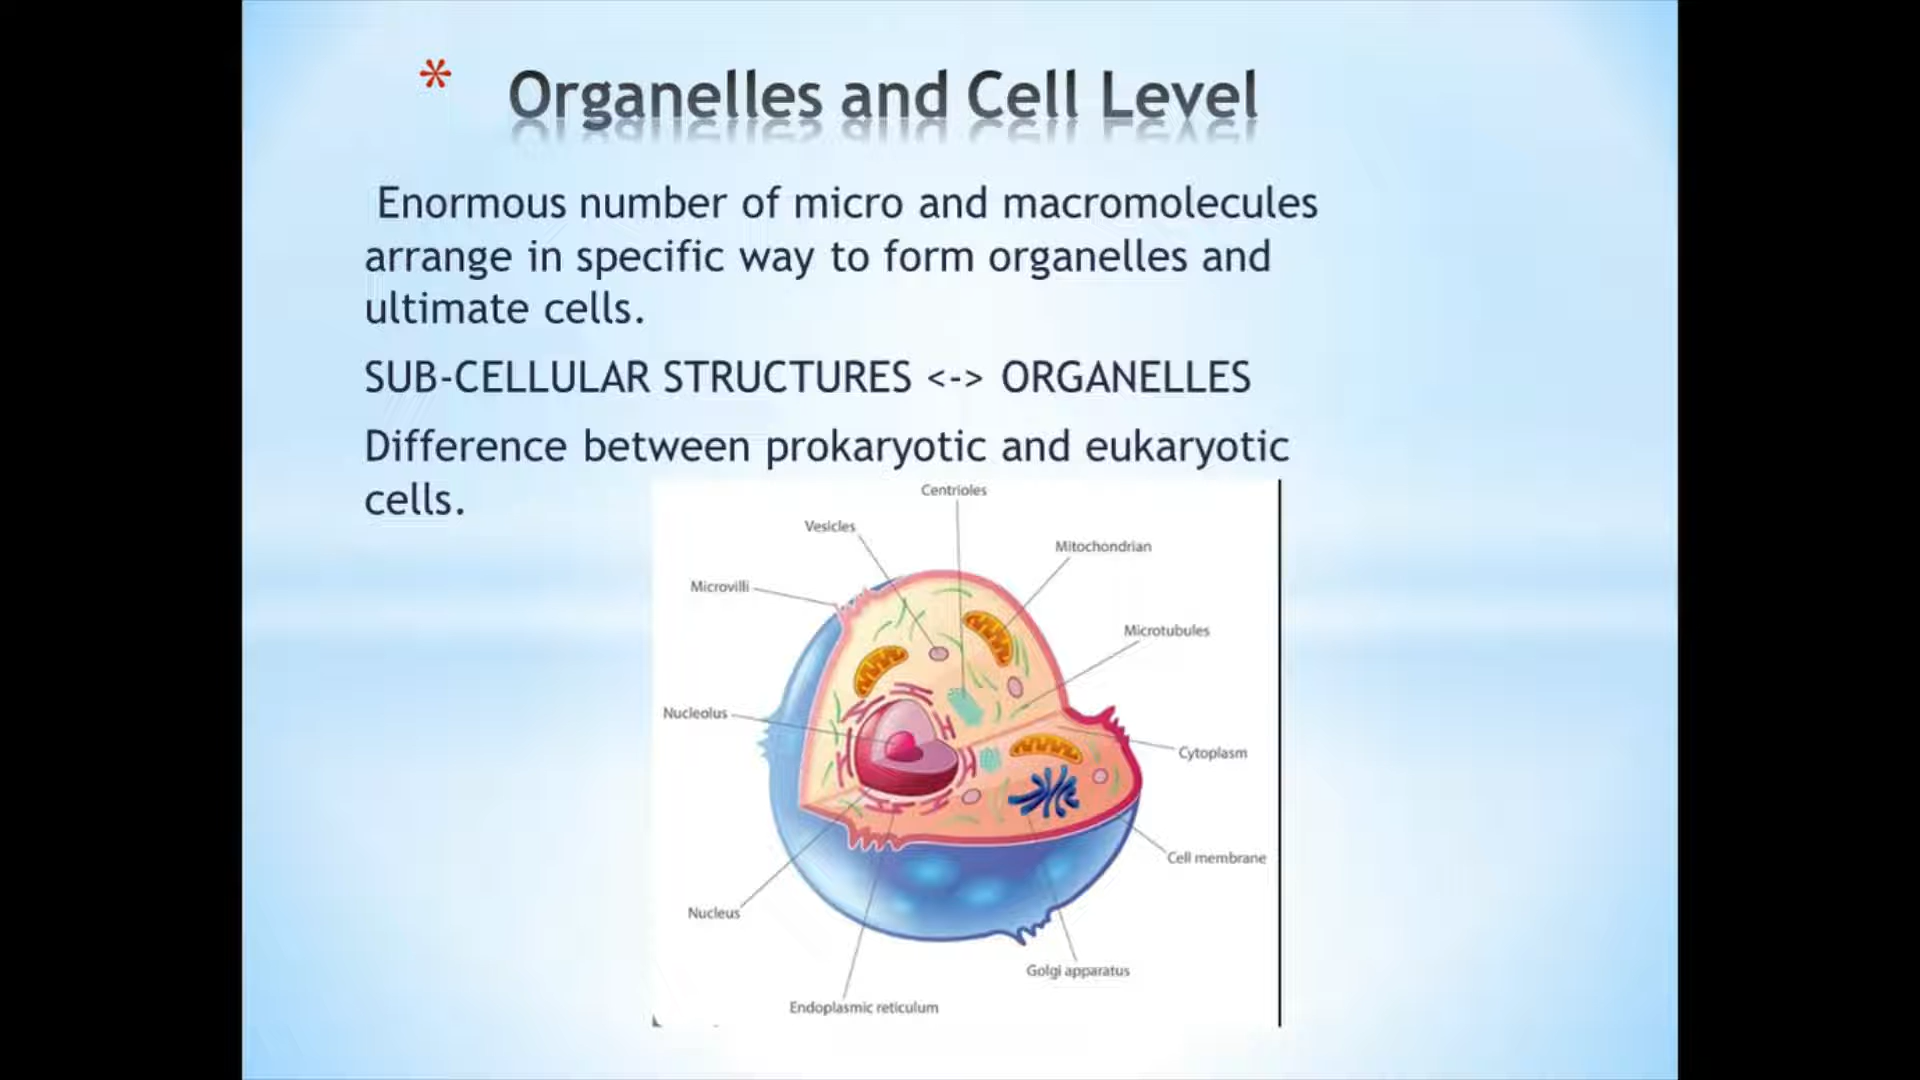 * Organelles and Cell Level
Enormous number of micro and macromolecules
arrange in specific way to form organelles and
ultimate cells.
SUB-CELLULAR STRUCTURES <-> ORGANELLES
Difference between prokaryotic and eukaryotic
cells.
Centrioles
Vesicles
Mitochondrian
Microvilli
Microtubules
Nucleolus
Cytoplasm
Cell membrane
Nucleus
Golgi apparatus
Endoplasmic reticulum